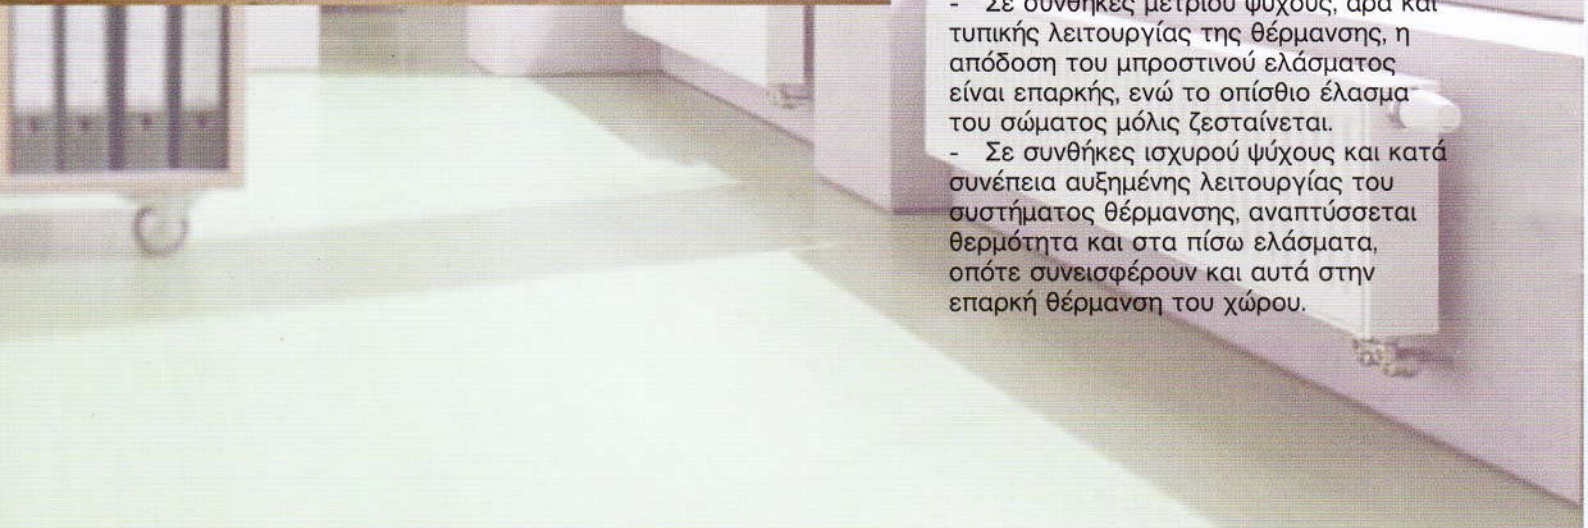 - Σε συνθήκες μετρίου ψύχους, άρα και
τυπικής λειτουργίας της θέρμανσης, η
απόδοση του μπροστινού ελάσματος
είναι επαρκής, ενώ το οπίσθιο έλασμα
του σώματος μόλις ζεσταίνεται.
- Σε συνθήκες ισχυρού ψύχους και κατά
συνέπεια αυξημένης λειτουργίας του
συστήματος θέρμανσης, αναπτύσσεται
θερμότητα και στα πίσω ελάσματα,
οπότε συνεισφέρουν και αυτά στην
επαρκή θέρμανση του χώρου.